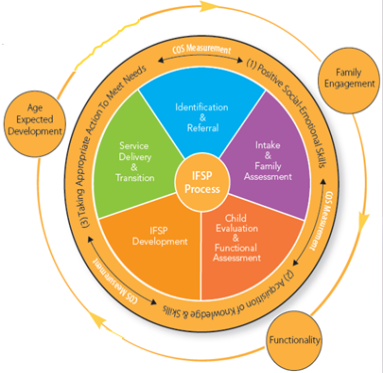 COS Measurement
(1) Positive Social-Emotional Skills
Family
Engagement
Age
Expected
Development
(3)Taking Appropriate Action To Meet Needs
Identification
&
Referral
Intake
&
Family
Assessment
Service
Delivery
&
Transition
IFSP
Process
Child
Evaluation
&
Functional
Assessment
IFSP
Development
COS Measurement
COS Measurement
(2) Acquisition of Knowledge & Skills
Functionality